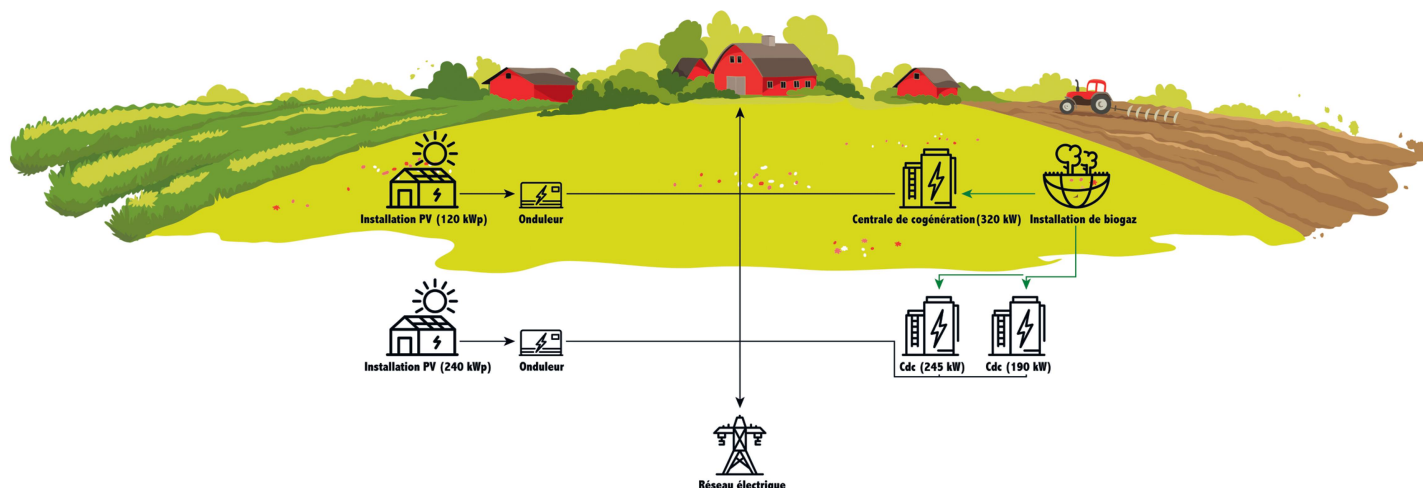 Installation PV (120 kWp)
Onduleur
Centrale de cogénération (320 kW)
Installation de biogaz
Installation PV (240 kWp)
Onduleur
Cdc (245 kW)
Cdc (190 kW)
Réseau électrique